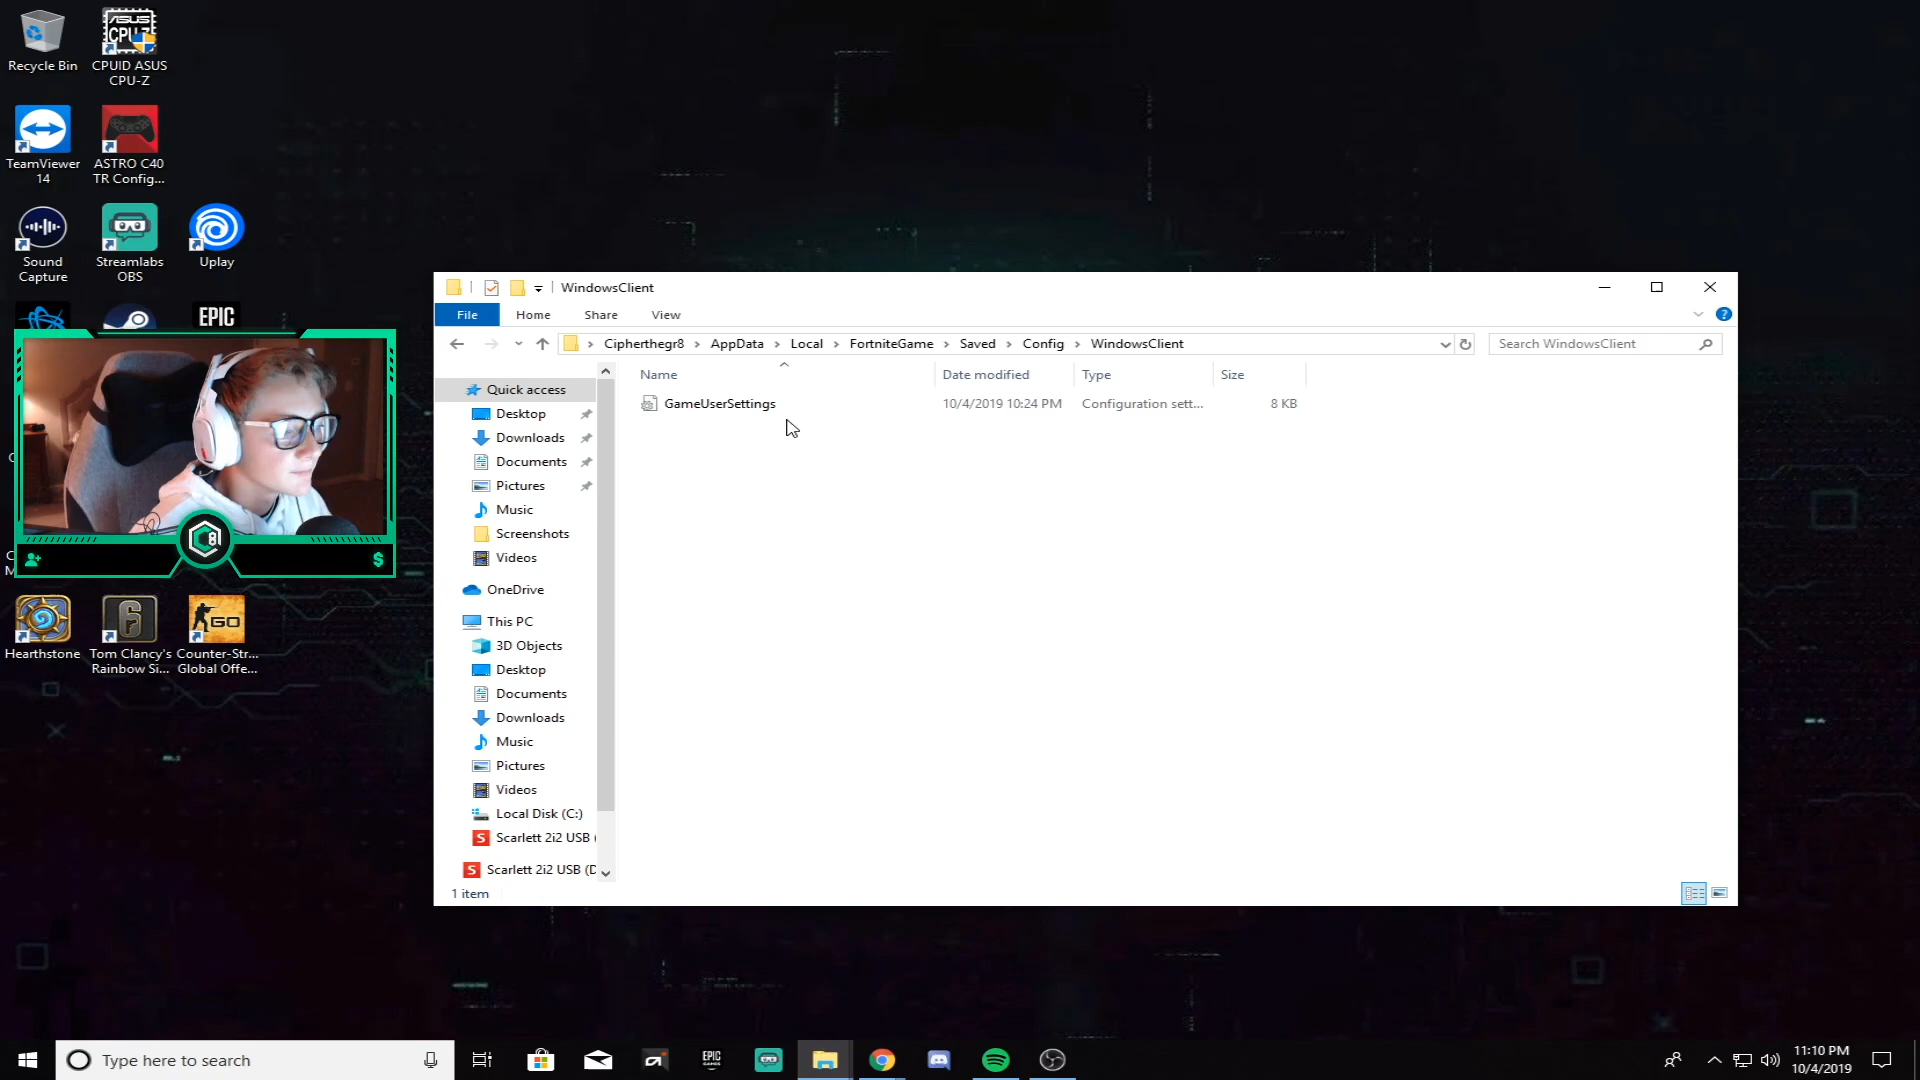 Recycle Bin
CPUID ASUS
CPU-Z
ASUS
CPU-Z
TeamViewer
14
ASTRO C40
TR Config...
Sound
Capture
Streamlabs
OBS
Uplay
EPIC
Hearthstone
Tom Clancy's
Rainbow Si...
GO
Counter-Str...
Global Offe...
C8
$
WindowsClient
File
Home
Share
View
Cipherthegr8 > AppData > Local > FortniteGame > Saved > Config > WindowsClient
Search WindowsClient
Name
Date modified
Type
Size
GameUserSettings
10/4/2019 10:24 PM
Configuration sett...
8 KB
Quick access
Desktop
Downloads
Documents
Pictures
Music
Screenshots
Videos
OneDrive
This PC
3D Objects
Desktop
Documents
Downloads
Music
Pictures
Videos
Local Disk (C:)
Scarlett 2i2 USB (
Scarlett 2i2 USB (D
1 item
Type here to search
EPIC
GAMES
11:10 PM
10/4/2019